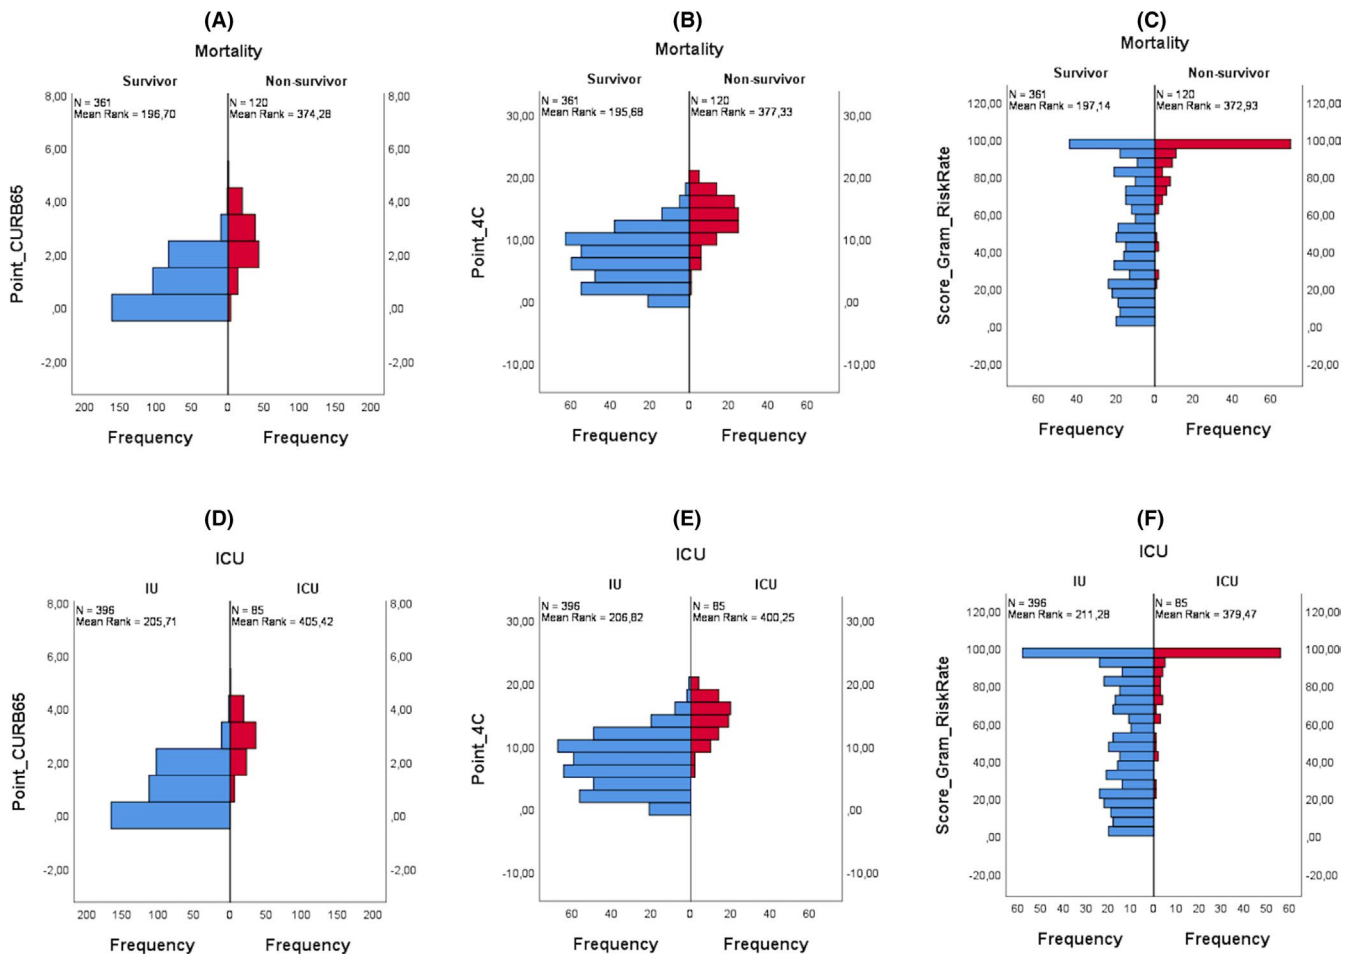 (A)
Mortality
Survivor Non-survivor
N = 361 N = 120
Mean Rank = 196,70 Mean Rank = 374,28
8,00 8,00
6,00 6,00
4,00 4,00
2,00 2,00
,00 ,00
-2,00 -2,00
Point_CURB65
200 150 100 50 0 50 100 150 200
Frequency Frequency
(B)
Mortality
Survivor Non-survivor
N = 361 N = 120
Mean Rank = 195,68 Mean Rank = 377,33
30,00 30,00
20,00 20,00
10,00 10,00
,00 ,00
-10,00 -10,00
Point_4C
60 40 20 0 20 40 60
Frequency Frequency
(C)
Mortality
Survivor Non-survivor
N = 361 N = 120
Mean Rank = 197,14 Mean Rank = 372,93
120,00 120,00
100,00 100,00
80,00 80,00
60,00 60,00
40,00 40,00
20,00 20,00
,00 ,00
-20,00 -20,00
Score_Gram_RiskRate
60 40 20 0 20 40 60
Frequency Frequency
(D)
ICU
IU ICU
N = 396 N = 85
Mean Rank = 205,71 Mean Rank = 405,42
8,00 8,00
6,00 6,00
4,00 4,00
2,00 2,00
,00 ,00
-2,00 -2,00
Point_CURB65
200 150 100 50 0 50 100 150 200
Frequency Frequency
(E)
ICU
IU ICU
N = 396 N = 85
Mean Rank = 206,82 Mean Rank = 400,25
30,00 30,00
20,00 20,00
10,00 10,00
,00 ,00
-10,00 -10,00
Point_4C
60 40 20 0 20 40 60
Frequency Frequency
(F)
ICU
IU ICU
N = 396 N = 85
Mean Rank = 211,28 Mean Rank = 379,47
120,00 120,00
100,00 100,00
80,00 80,00
60,00 60,00
40,00 40,00
20,00 20,00
,00 ,00
-20,00 -20,00
Score_Gram_RiskRate
60 50 40 30 20 10 0 10 20 30 40 50 60
Frequency Frequency